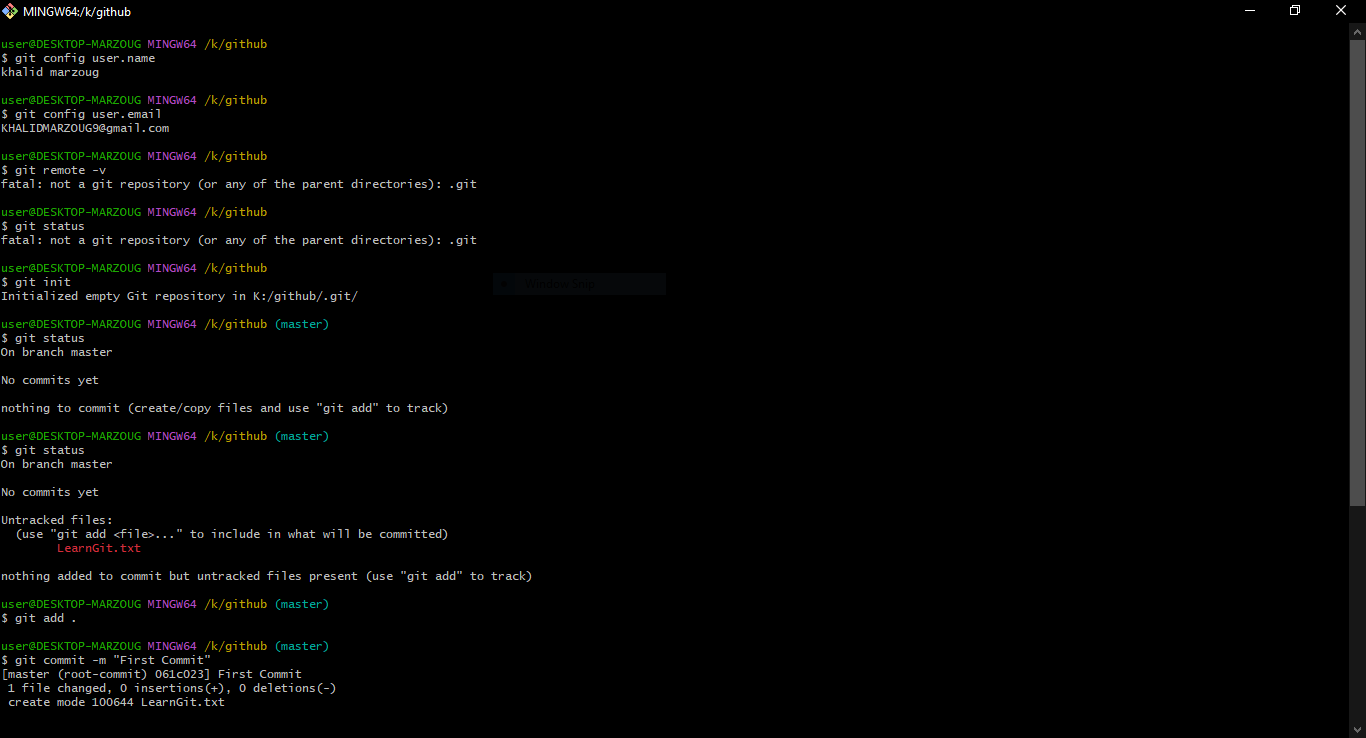 MINGW64:/k/github
user@DESKTOP-MARZOUG MINGW64 /k/github
$ git config user.name
khalid marzoug
user@DESKTOP-MARZOUG MINGW64 /k/github
$ git config user.email
KHALIDMARZOUG9@gmail.com
user@DESKTOP-MARZOUG MINGW64 /k/github
$ git remote -v
fatal: not a git repository (or any of the parent directories): .git
user@DESKTOP-MARZOUG MINGW64 /k/github
$ git status
fatal: not a git repository (or any of the parent directories): .git
user@DESKTOP-MARZOUG MINGW64 /k/github
$ git init
Window Snip
Initialized empty Git repository in K:/github/.git/
user@DESKTOP-MARZOUG MINGW64 /k/github (master)
$ git status
On branch master
No commits yet
nothing to commit (create/copy files and use "git add" to track)
user@DESKTOP-MARZOUG MINGW64 /k/github (master)
$ git status
On branch master
No commits yet
Untracked files:
(use "git add <file>..." to include in what will be committed)
LearnGit.txt
nothing added to commit but untracked files present (use "git add" to track)
user@DESKTOP-MARZOUG MINGW64 /k/github (master)
$ git add .
user@DESKTOP-MARZOUG MINGW64 /k/github (master)
$ git commit -m "First Commit"
[master (root-commit) 061c023] First Commit
1 file changed, 0 insertions(+), 0 deletions(-)
create mode 100644 LearnGit.txt